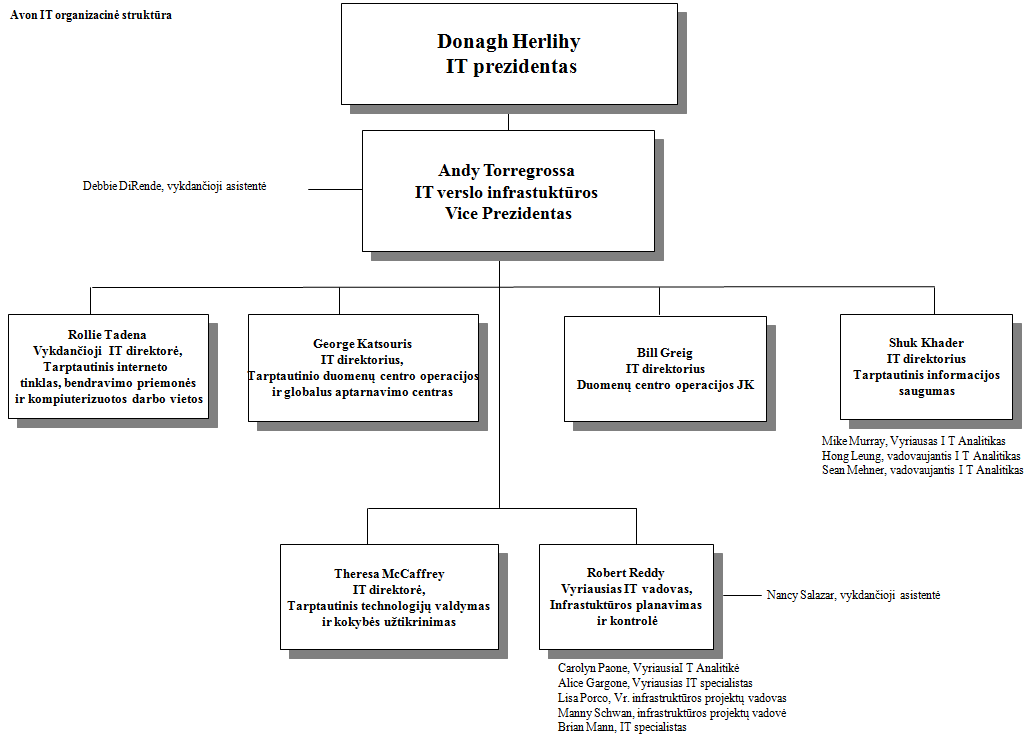 Avon IT organizacinė struktūra
Donagh Herlihy
IT prezidentas
Andy Torregrossa
IT verslo infrastuktūros
Vice Prezidentas
Debbie DiRende, vykdančioji asistentė
Rollie Tadena
Vykdančioji IT direktorė,
Tarptautinis interneto
tinklas, bendravimo priemonės
ir kompiuterizuotos darbo vietos
George Katsouris
IT direktorius,
Tarptautinio duomenų centro operacijos
ir globalus aptarnavimo centras
Bill Greig
IT direktorius
Duomenų centro operacijos JK
Shuk Khader
IT direktorius
Tarptautinis informacijos
saugumas
Mike Murray, Vyriausas I T Analitikas
Hong Leung, vadovaujantis I T Analitikas
Sean Mehner, vadovaujantis I T Analitikas
Theresa McCaffrey
IT direktorė,
Tarptautinis technologijų valdymas
ir kokybės užtikrinimas
Robert Reddy
Vyriausias IT vadovas,
Infrastuktūros planavimas
ir kontrolė
Nancy Salazar, vykdančioji asistentė
Carolyn Paone, VyriausiaI T Analitikė
Alice Gargone, Vyriausias IT specialistas
Lisa Porco, Vr. infrastruktūros projektų vadovas
Manny Schwan, infrastruktūros projektų vadovė
Brian Mann, IT specialistas